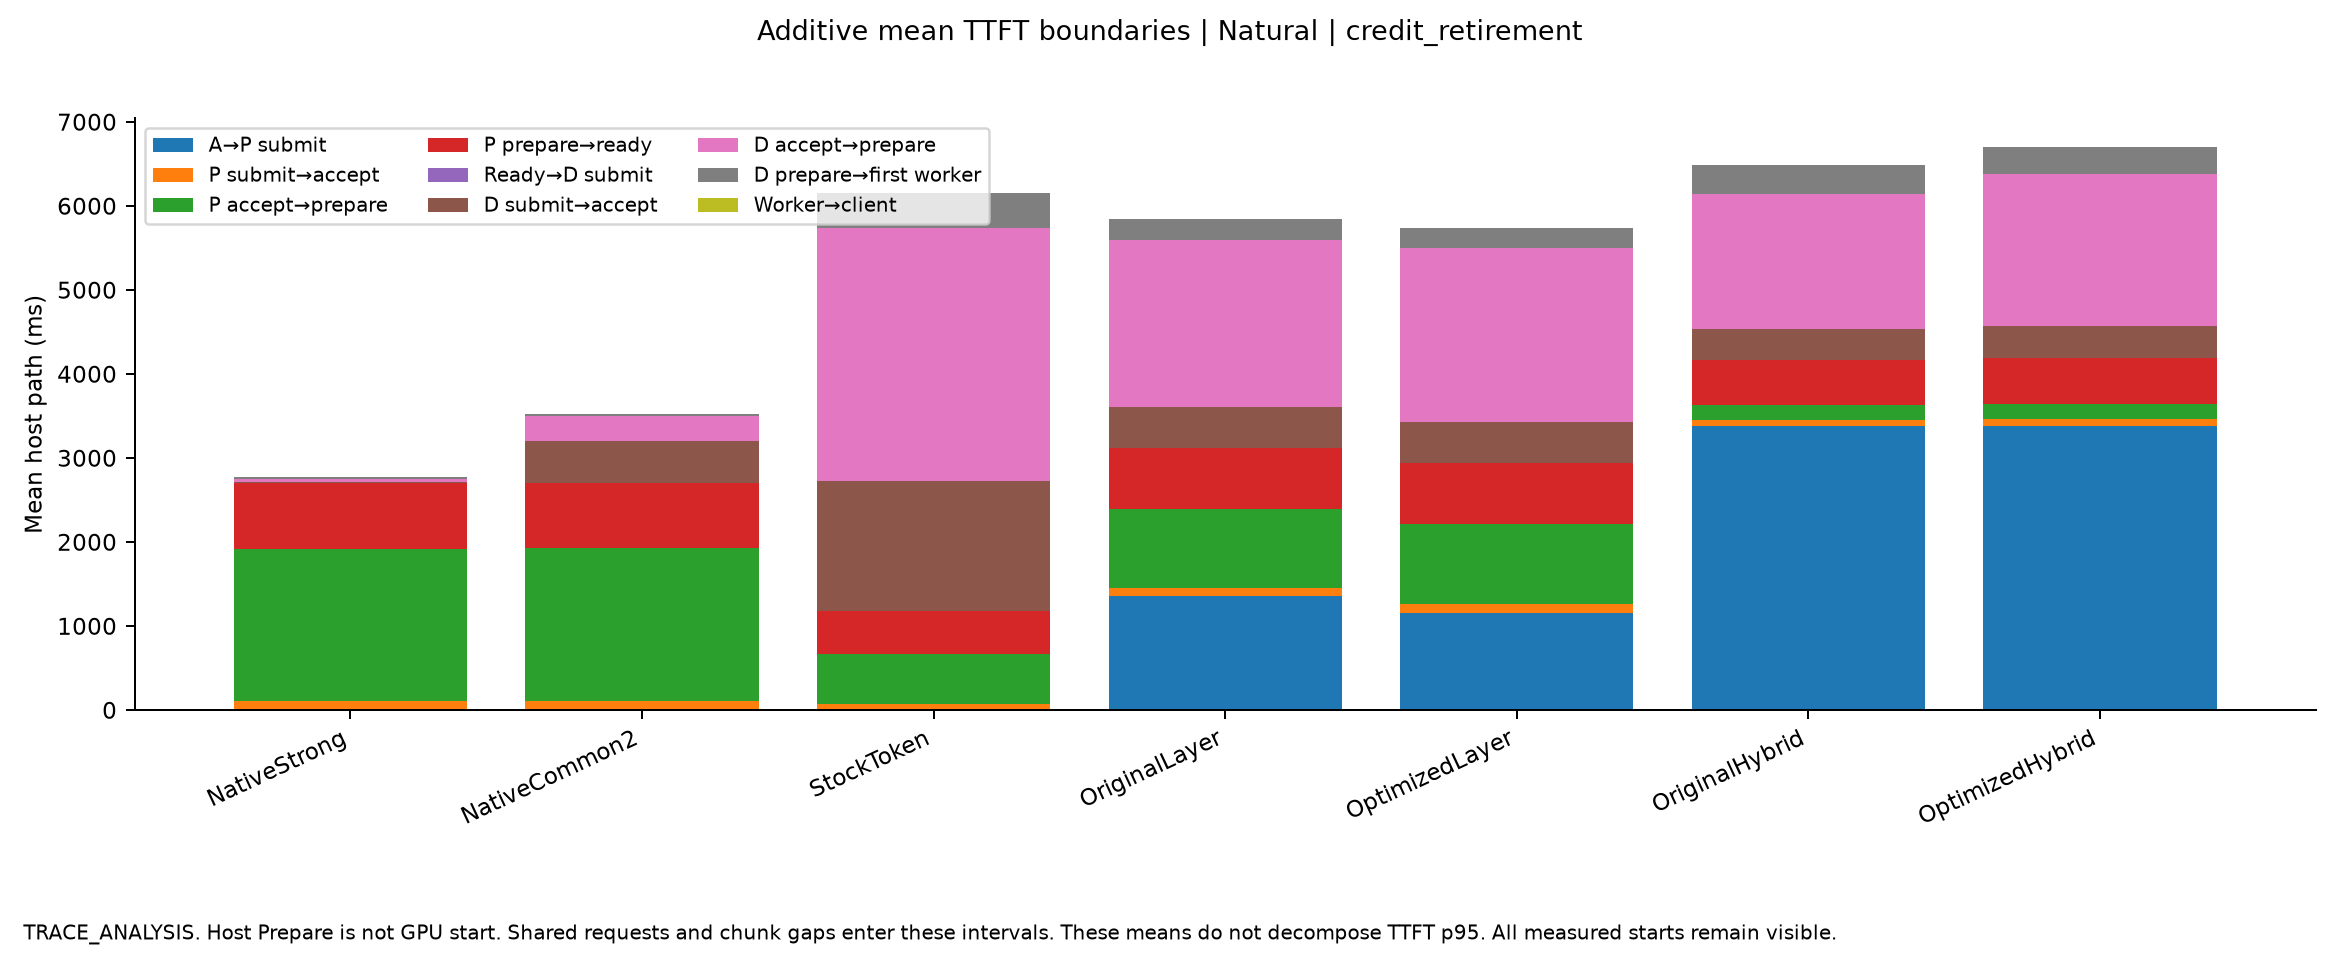 Additive mean TTFT boundaries | Natural | credit_retirement
Mean host path (ms)
7000
6000
5000
4000
3000
2000
1000
0
A→P submit
P submit→accept
P accept→prepare
P prepare→ready
Ready→D submit
D submit→accept
D accept→prepare
D prepare→first worker
Worker→client
NativeStrong
NativeCommon2
StockToken
OriginalLayer
OptimizedLayer
OriginalHybrid
OptimizedHybrid
TRACE_ANALYSIS. Host Prepare is not GPU start. Shared requests and chunk gaps enter these intervals. These means do not decompose TTFT p95. All measured starts remain visible.